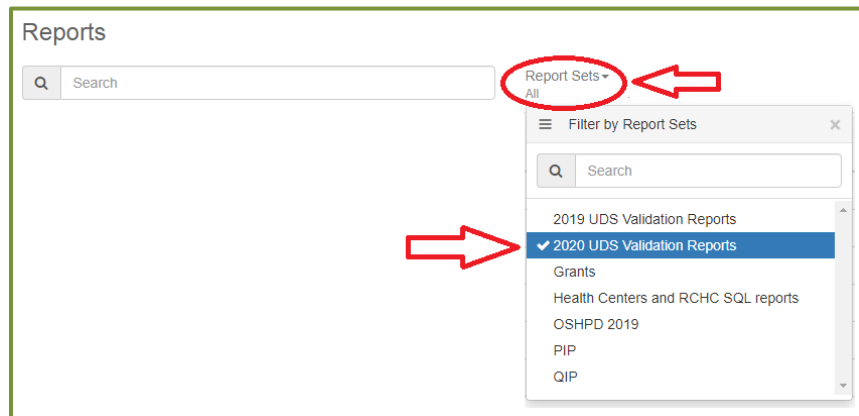 Reports
Search
Report Sets
All
Filter by Report Sets
Search
2019 UDS Validation Reports
2020 UDS Validation Reports
Grants
Health Centers and RCHC SQL reports
OSHPD 2019
PIP
QIP